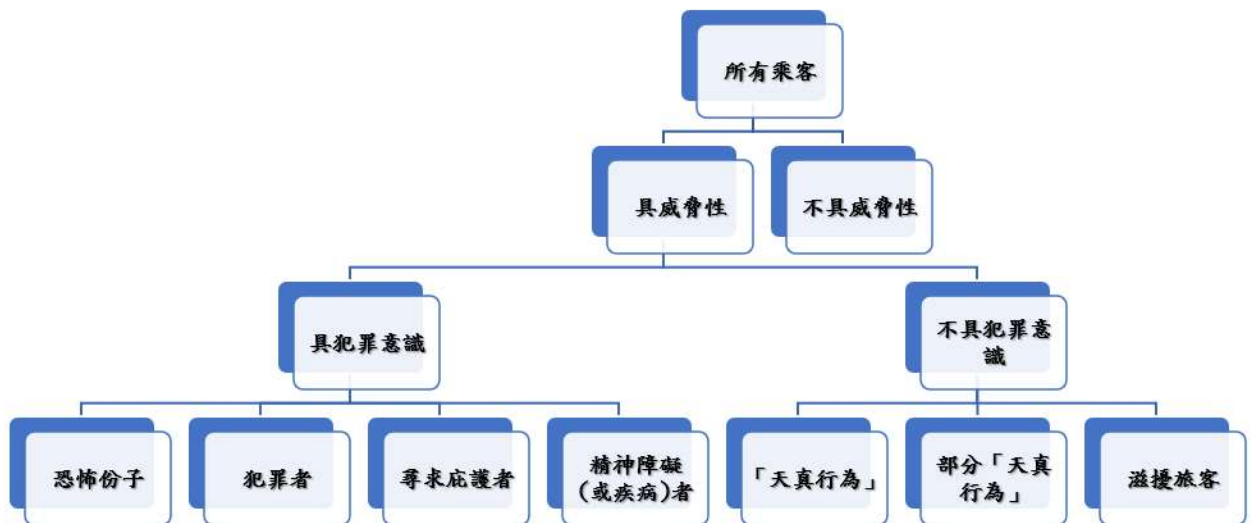 所有乘客
具威脅性
不具威脅性
具犯罪意識
不具犯罪意
識
恐怖份子
犯罪者
尋求庇護者
精神障礙
(或疾病)者
「天真行為」
部分「天真
行為」
滋擾旅客